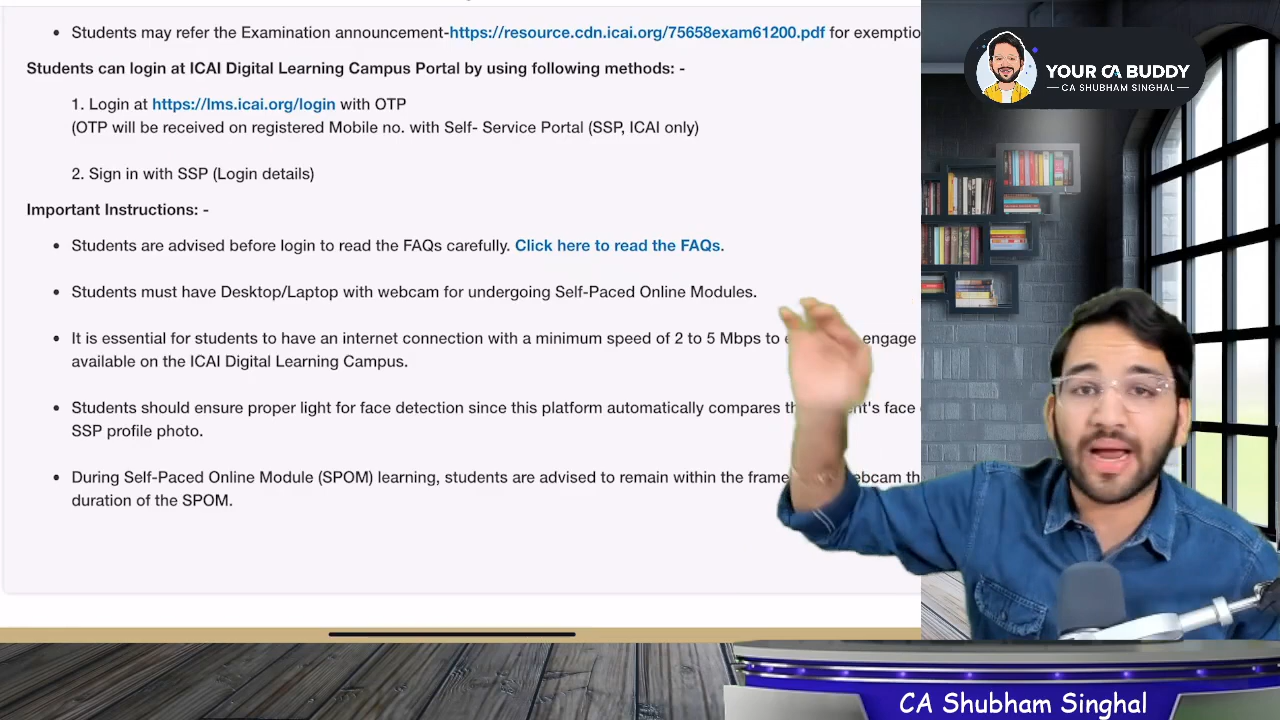 Students may refer the Examination announcement-https://resource.cdn.icai.org/75658exam61200.pdf for
Students can login at ICAI Digital Learning Campus Portal by using following methods: -
1. Login at https://lms.icai.org/login with OTP
(OTP will be received on registered Mobile no. with Self- Service Portal (SSP, ICAI only)
2. Sign in with SSP (Login details)
Important Instructions: -
Students are advised before login to read the FAQs carefully. Click here to read the FAQs.
Students must have Desktop/Laptop with webcam for undergoing Self-Paced Online Modules.
It is essential for students to have an internet connection with a minimum speed of 2 to 5 Mbps to engage
available on the ICAI Digital Learning Campus.
Students should ensure proper light for face detection since this platform automatically compares face
SSP profile photo.
During Self-Paced Online Module (SPOM) learning, students are advised to remain within the frame
duration of the SPOM.
YOUR CA BUDDY
CA SHUBHAM SINGHAL
CA Shubham Singhal